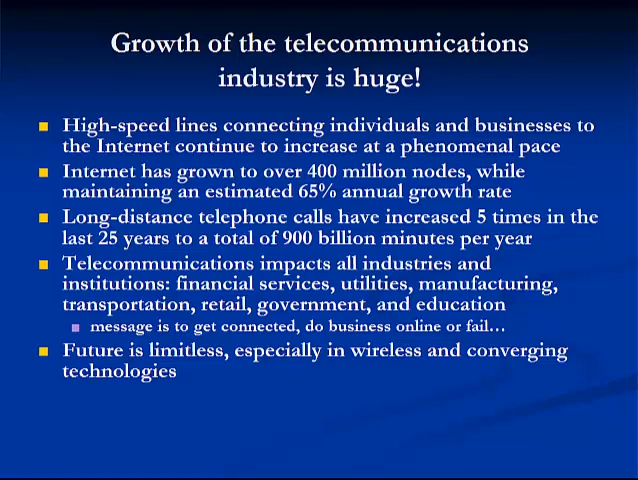 Growth of the telecommunications
industry is huge!
High-speed lines connecting individuals and businesses to
the Internet continue to increase at a phenomenal pace
Internet has grown to over 400 million nodes, while
maintaining an estimated 65% annual growth rate
Long-distance telephone calls have increased 5 times in the
last 25 years to a total of 900 billion minutes per year
Telecommunications impacts all industries and
institutions: financial services, utilities, manufacturing,
transportation, retail, government, and education
message is to get connected, do business online or fail...
Future is limitless, especially in wireless and converging
technologies